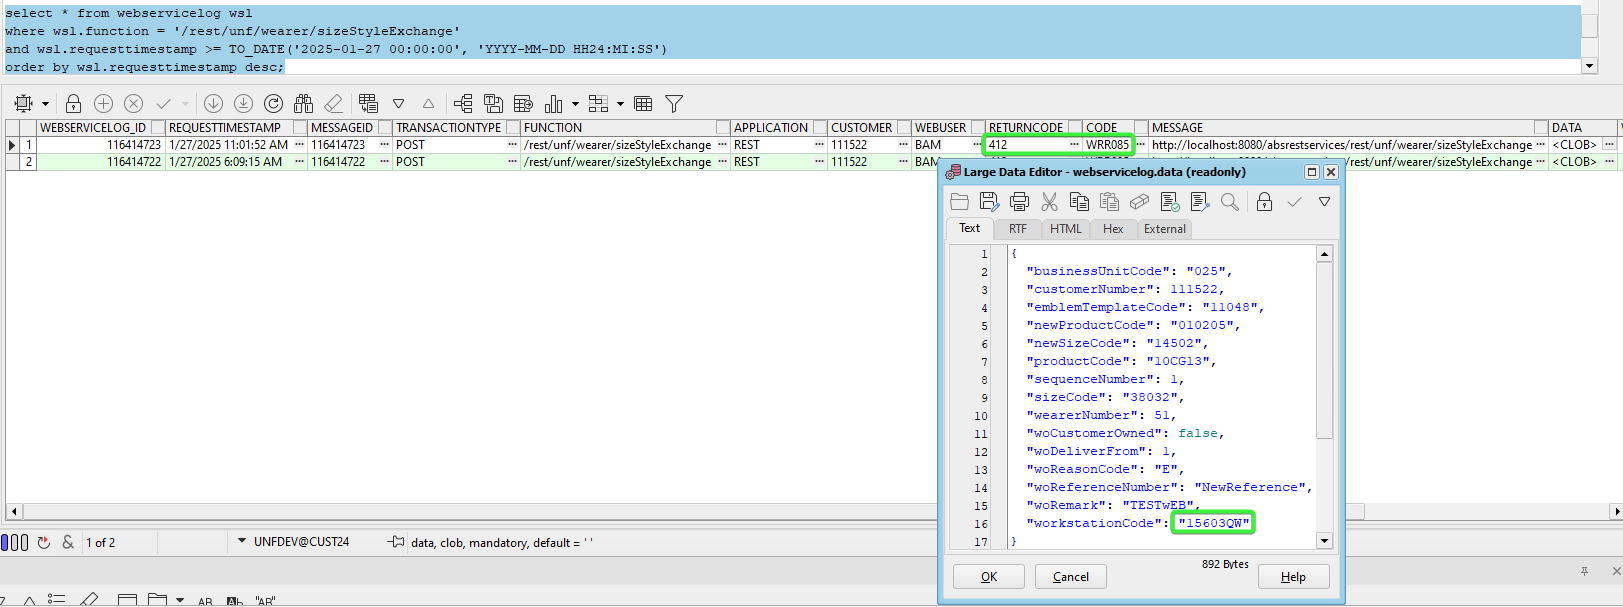 select * from webservicelog wsl
where wsl.function = '/rest/unf/wearer/sizeStyleExchange'
and wsl.requesttimestamp >= TO_DATE('2025-01-27 00:00:00', 'YYYY-MM-DD HH24:MI:SS')
order by wsl.requesttimestamp desc;
WEBSERVICELOG_ID REQUESTTIMESTAMP MESSAGEID TRANSACTIONTYPE FUNCTION APPLICATION CUSTOMER WEBUSER RETURNCODE CODE MESSAGE DATA
1 116414723 1/27/2025 11:01:52 AM 116414723 POST /rest/unf/wearer/sizeStyleExchange REST 111522 BAM 412 WRR085 http://localhost:8080/absrestservices/rest/unf/wearer/sizeStyleExchange <CLOB>
2 116414722 1/27/2025 6:09:15 AM 116414722 POST /rest/unf/wearer/sizeStyleExchange REST 111522 BAM http://localhost:8080/absrestservices/rest/unf/wearer/sizeStyleExchange <CLOB>
Large Data Editor - webservicelog.data (readonly)
Text RTF HTML Hex External
1 {
2 "businessUnitCode": "025",
3 "customerNumber": 111522,
4 "emblemTemplateCode": "11048",
5 "newProductCode": "010205",
6 "newSizeCode": "14502",
7 "productCode": "10CG13",
8 "sequenceNumber": 1,
9 "sizeCode": "38032",
10 "wearerNumber": 51,
11 "woCustomerOwned": false,
12 "woDeliverFrom": 1,
13 "woReasonCode": "E",
14 "woReferenceNumber": "NewReference",
15 "woRemark": "TESTwEB",
16 "workstationCode": "15603QW"
17 }
892 Bytes
OK Cancel Help
1 of 2 UNFDEV@CUST24 data, clob, mandatory, default = ' '
AB Ab "AB"